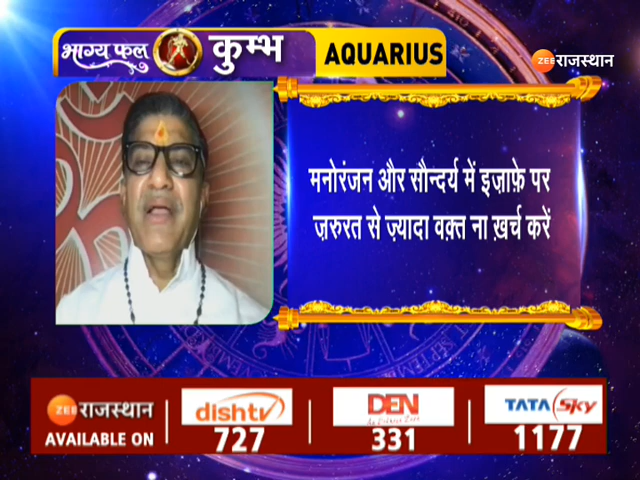 भाग्य फल
कुम्भ
AQUARIUS
ZEE राजस्थान
मनोरंजन और सौन्दर्य में इज़ाफ़े पर
ज़रुरत से ज़्यादा वक़्त ना ख़र्च करें
ZEE राजस्थान
AVAILABLE ON
dishtv
727
DEN
331
TATA Sky
1177